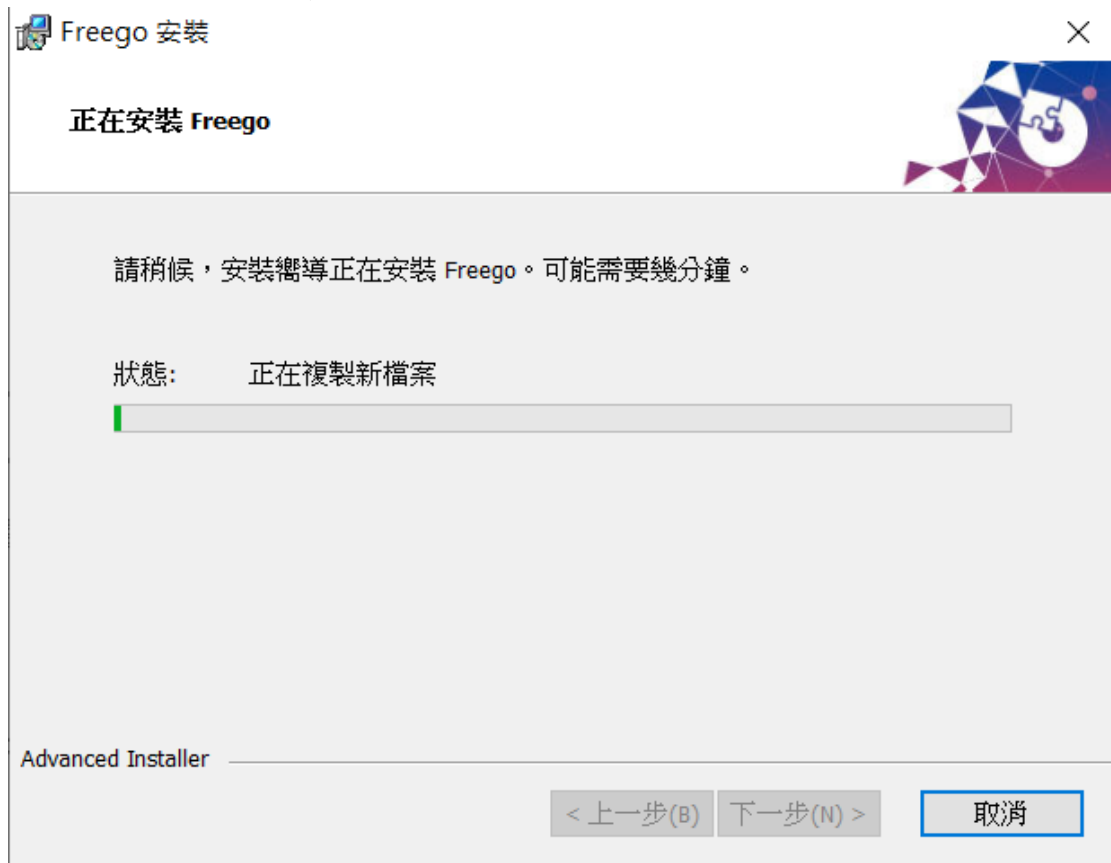 Freego 安裝
正在安裝 Freego
請稍候，安裝嚮導正在安裝 Freego。可能需要幾分鐘。
狀態: 正在複製新檔案
Advanced Installer
< 上一步(B) 下一步(N) > 取消